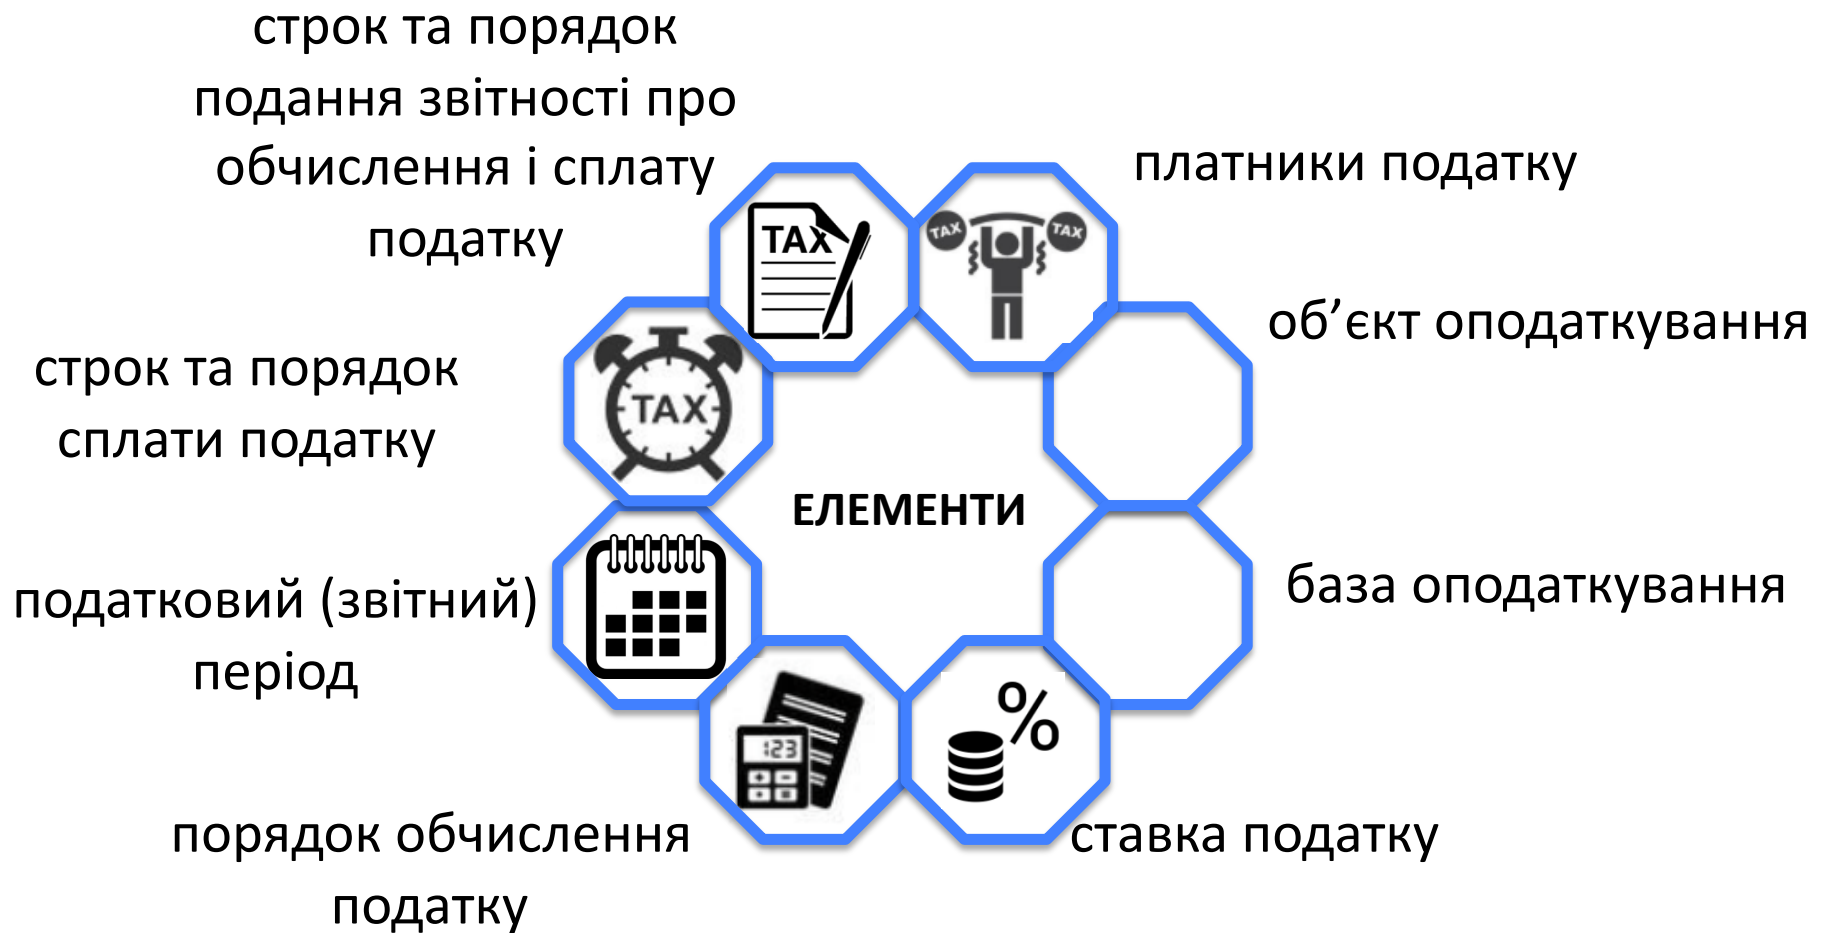 строк та порядок
подання звітності про
обчислення і сплату
податку
платники податку
TAX
TAX
TAX
об’єкт оподаткування
строк та порядок
сплати податку
TAX
ЕЛЕМЕНТИ
база оподаткування
податковий (звітний)
період
%
123
порядок обчислення
податку
ставка податку